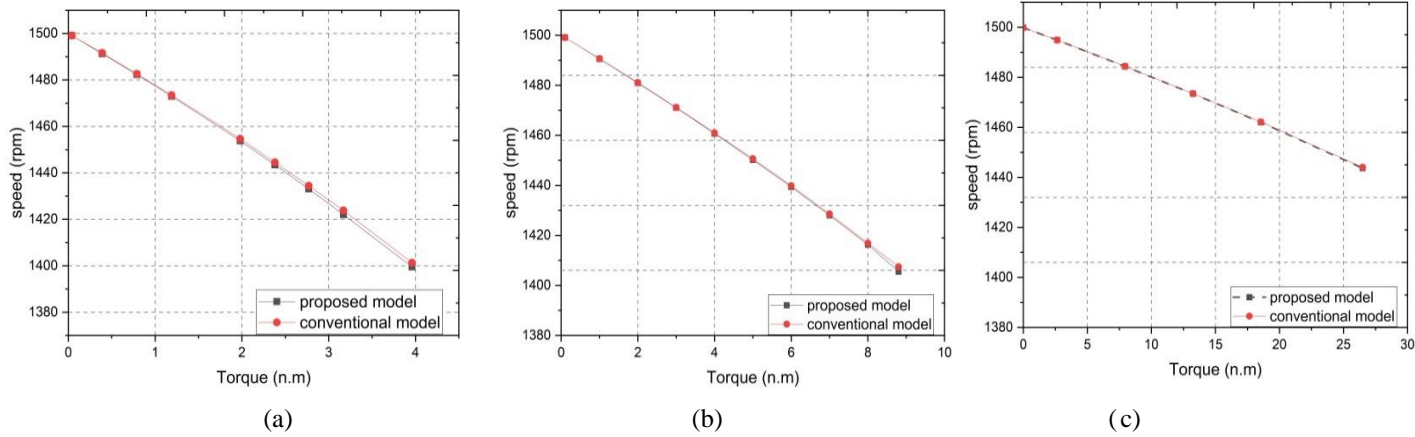 1500
1480
1460
1440
1420
1400
1380
speed (rpm)
0 1 2 3 4
Torque (n.m)
proposed model
conventional model
(a)
1500
1480
1460
1440
1420
1400
1380
speed (rpm)
0 2 4 6 8 10
Torque (n.m)
proposed model
conventional model
(b)
1500
1480
1460
1440
1420
1400
1380
speed (rpm)
0 5 10 15 20 25 30
Torque (n.m)
proposed model
conventional model
(c)